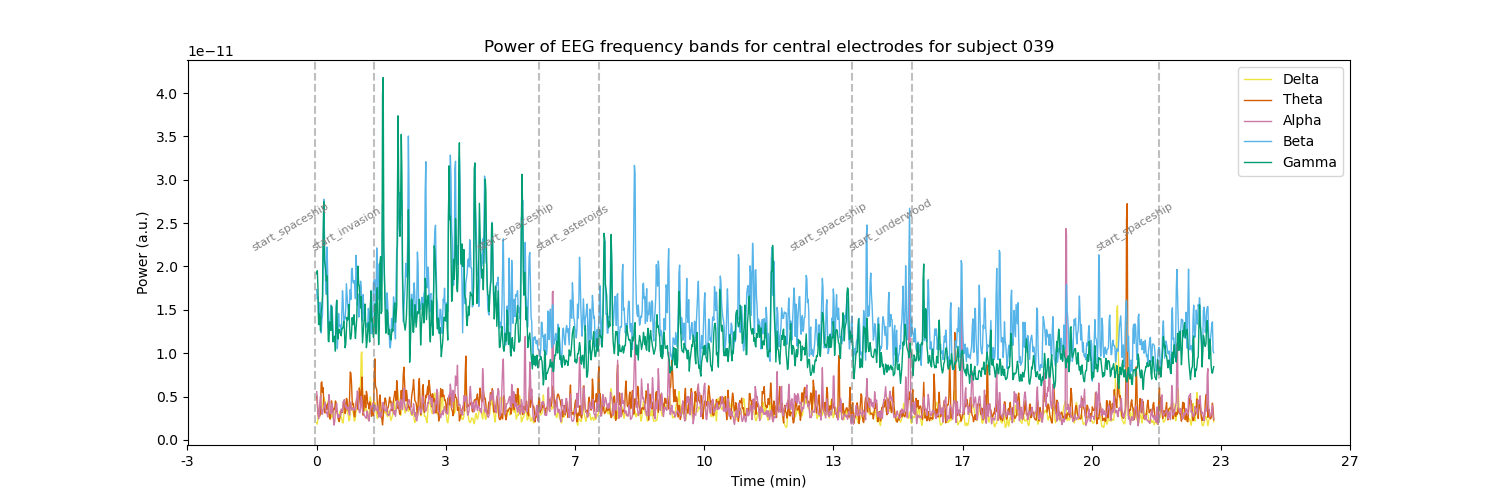 Power of EEG frequency bands for central electrodes for subject 039
1e−11
4.0
3.5
3.0
2.5
2.0
1.5
1.0
0.5
0.0
Power (a.u.)
start_spaceship
start_invasion
start_spaceship
start_asteroids
start_spaceship
start_underwood
start_spaceship
Delta
Theta
Alpha
Beta
Gamma
-3
0
3
7
10
13
17
20
23
27
Time (min)